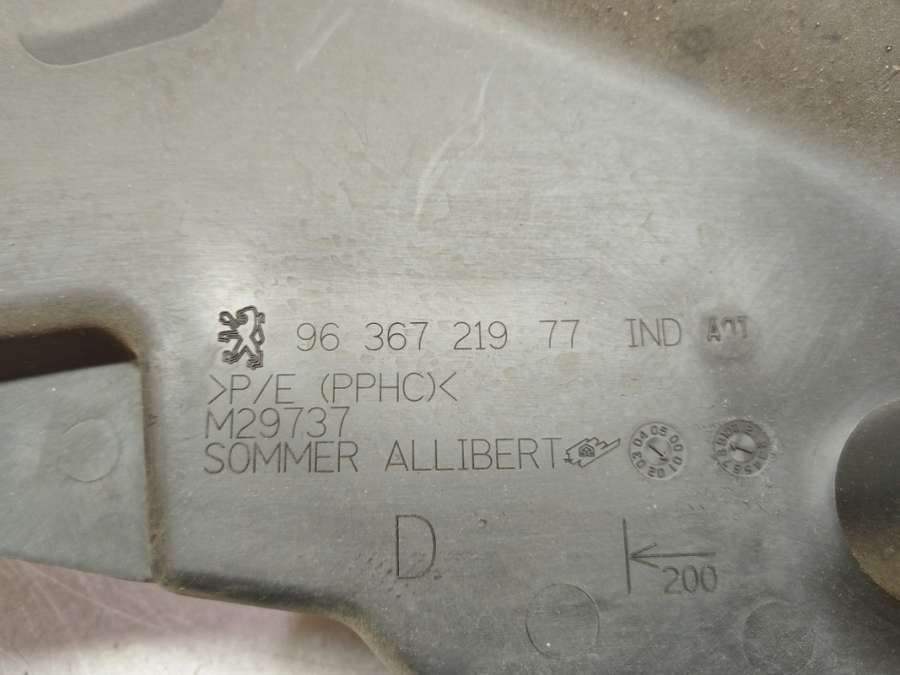 96 367 219 77 IND
>P/E (PPHC)<
M29737
SOMMER ALLIBERT
D
200